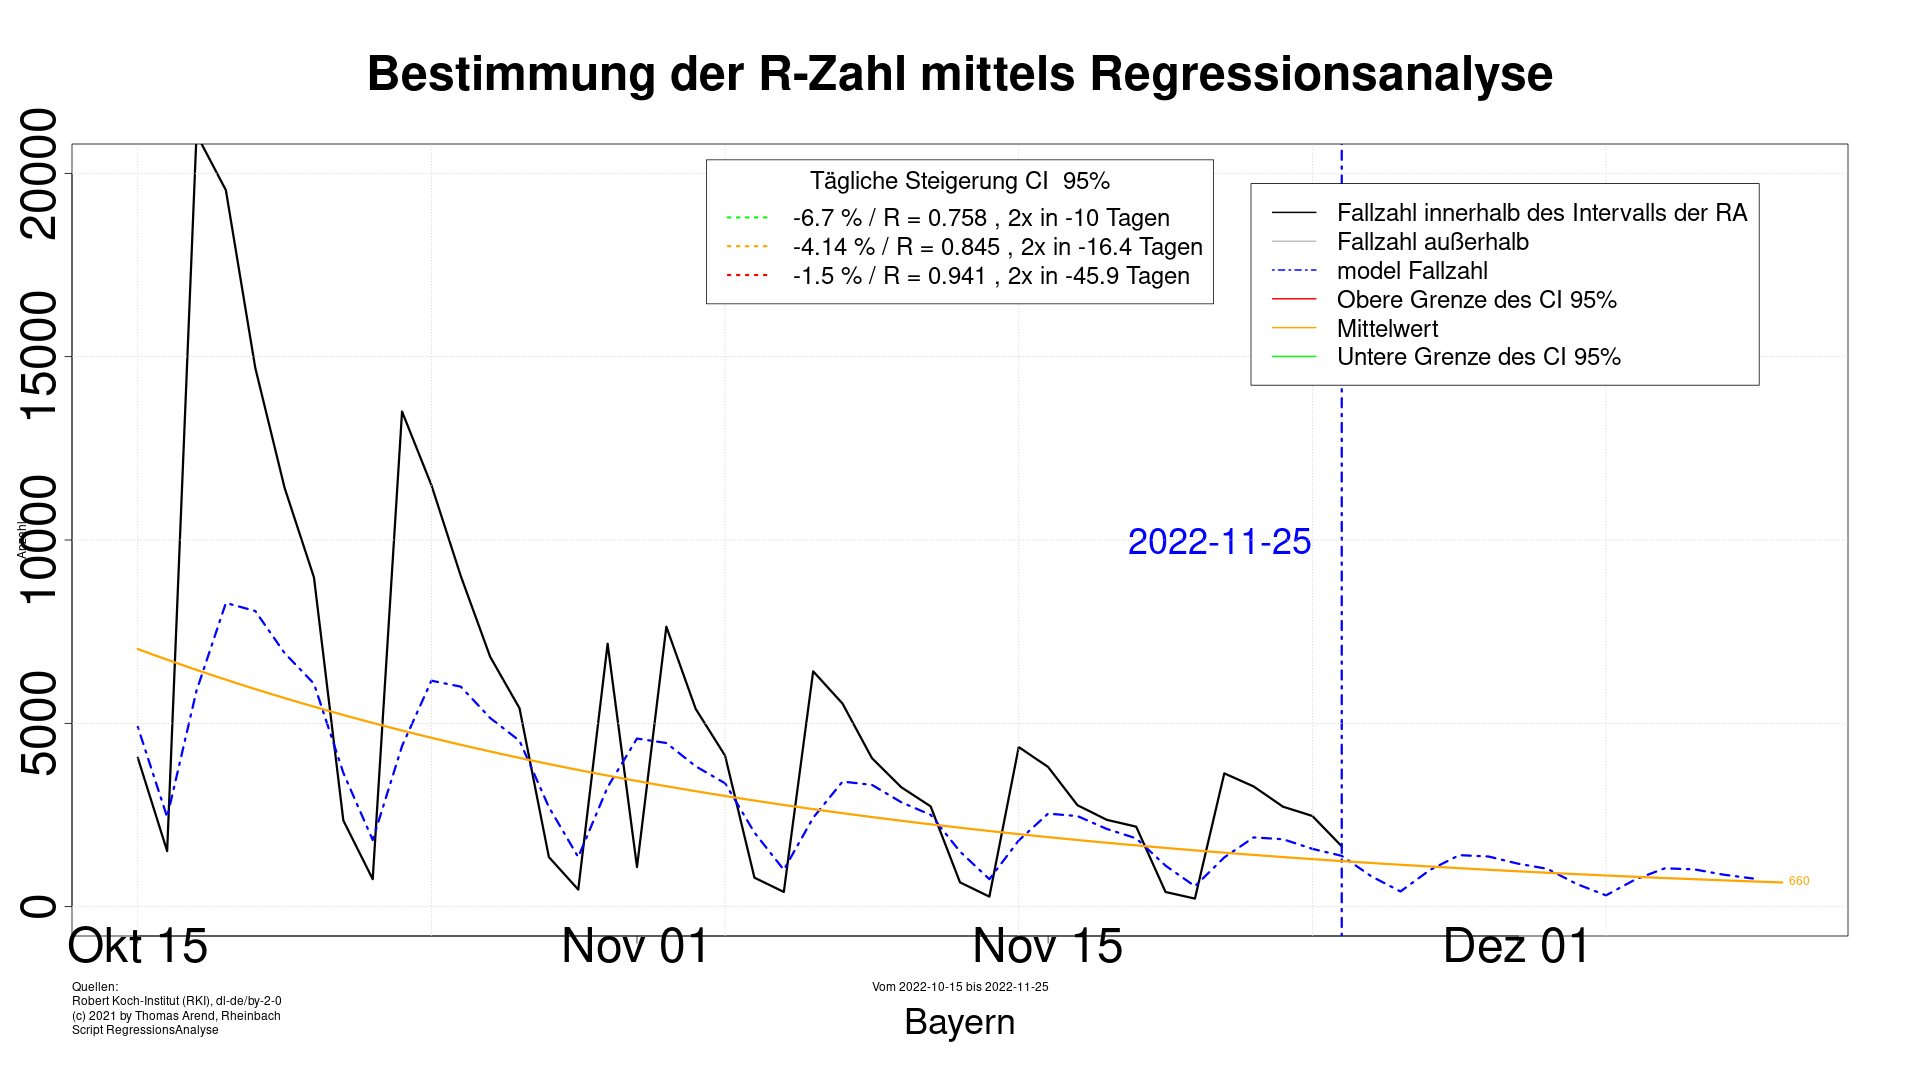 Bestimmung der R-Zahl mittels Regressionsanalyse
Anzahl
20000
15000
10000
5000
0
Tägliche Steigerung CI  95%
-6.7 % / R = 0.758 , 2x in -10 Tagen
-4.14 % / R = 0.845 , 2x in -16.4 Tagen
-1.5 % / R = 0.941 , 2x in -45.9 Tagen
Fallzahl innerhalb des Intervalls der RA
Fallzahl außerhalb
model Fallzahl
Obere Grenze des CI 95%
Mittelwert
Untere Grenze des CI 95%
2022-11-25
660
Okt 15 Nov 01 Nov 15 Dez 01
Quellen:
Robert Koch-Institut (RKI), dl-de/by-2-0
(c) 2021 by Thomas Arend, Rheinbach
Script RegressionsAnalyse
Vom 2022-10-15 bis 2022-11-25
Bayern